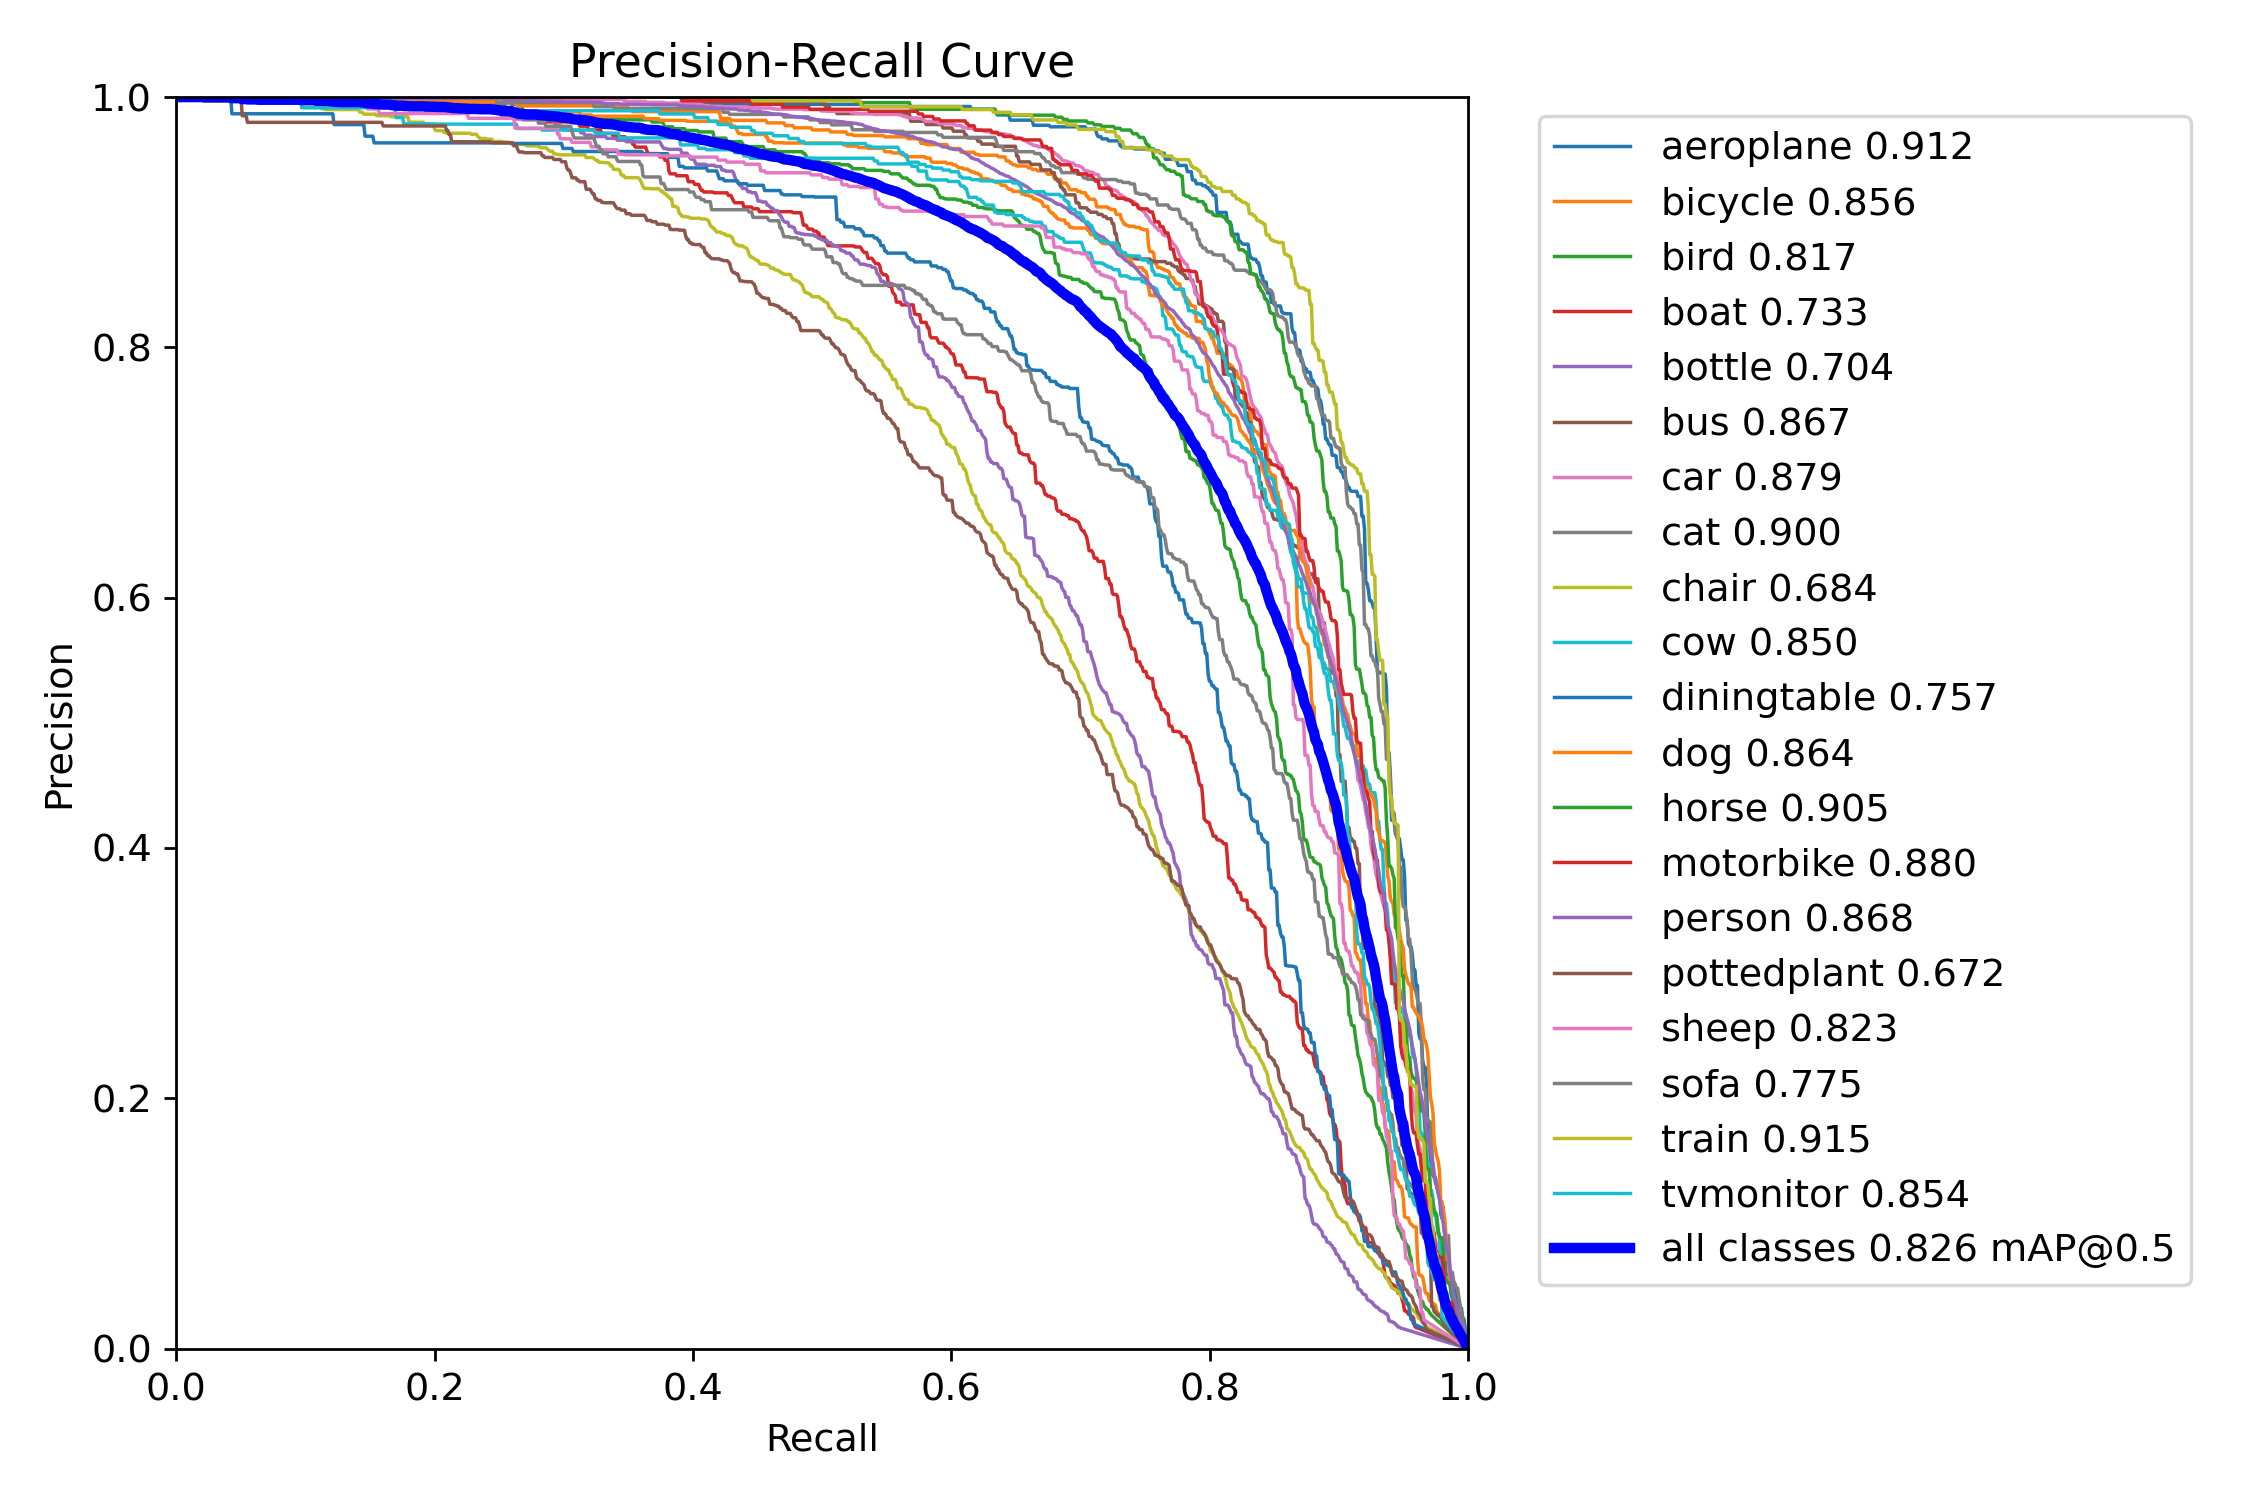 Precision-Recall Curve
1.0
0.8
0.6
0.4
0.2
0.0
Precision
0.0 0.2 0.4 0.6 0.8 1.0
Recall
aeroplane 0.912
bicycle 0.856
bird 0.817
boat 0.733
bottle 0.704
bus 0.867
car 0.879
cat 0.900
chair 0.684
cow 0.850
diningtable 0.757
dog 0.864
horse 0.905
motorbike 0.880
person 0.868
pottedplant 0.672
sheep 0.823
sofa 0.775
train 0.915
tvmonitor 0.854
all classes 0.826 mAP@0.5